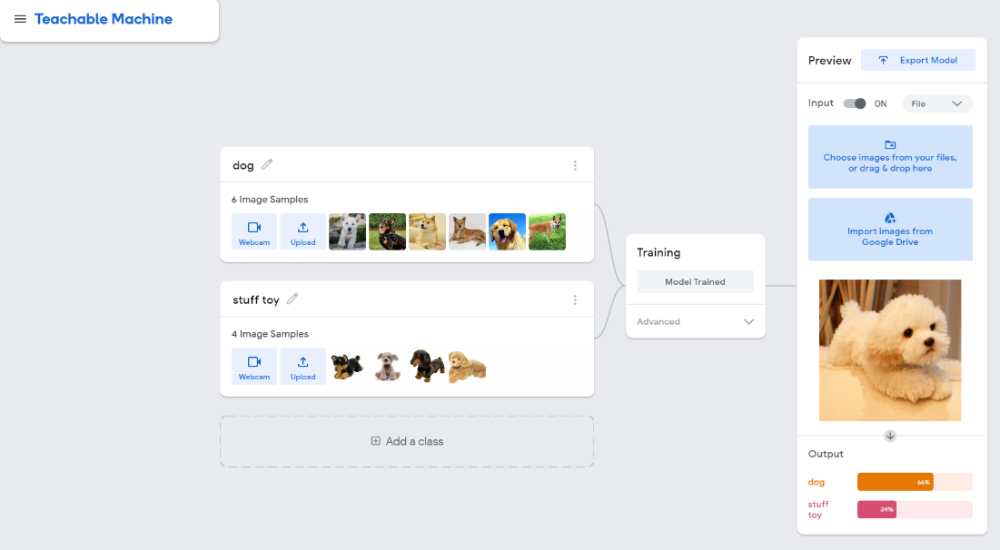 Teachable Machine
dog
6 Image Samples
Webcam
Upload
stuff toy
4 Image Samples
Webcam
Upload
Add a class
Training
Model Trained
Advanced
Preview
Export Model
Input
ON
File
Choose images from your files,
or drag & drop here
Import Images from
Google Drive
Output
dog
66%
stuff
toy
34%